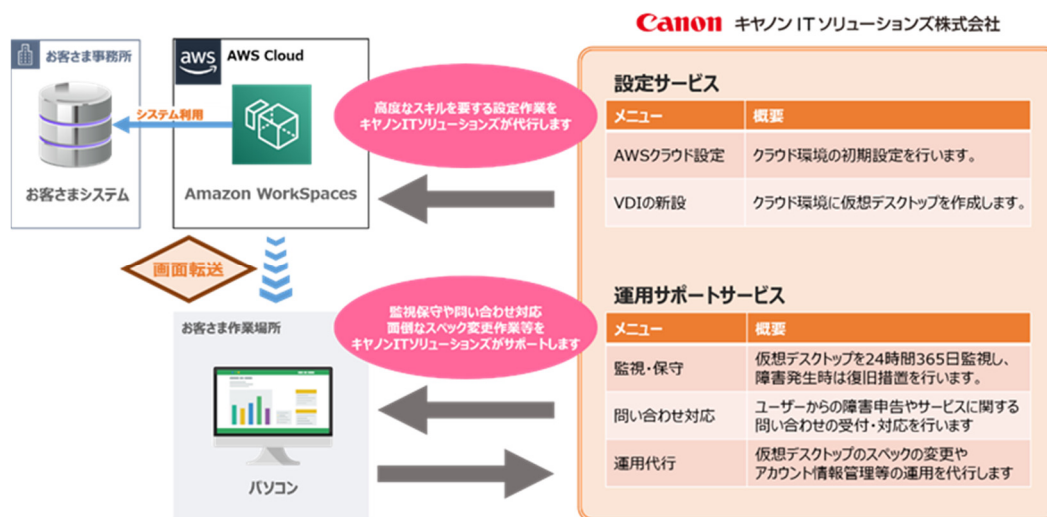 Canon キヤノン ITソリューションズ株式会社
お客さま事務所
お客さまシステム
システム利用
aws
AWS Cloud
Amazon WorkSpaces
高度なスキルを要する設定作業を
キヤノンITソリューションズが代行します
設定サービス
メニュー 概要
AWSクラウド設定 クラウド環境の初期設定を行います。
VDIの新設 クラウド環境に仮想デスクトップを作成します。
画面転送
お客さま作業場所
パソコン
監視保守や問い合わせ対応
面倒なスペック変更作業等を
キヤノンITソリューションズがサポートします
運用サポートサービス
メニュー 概要
監視・保守 仮想デスクトップを24時間365日監視し、
障害発生時は復旧措置を行います。
問い合わせ対応 ユーザーからの障害申告やサービスに関する
問い合わせの受付・対応を行います
運用代行 仮想デスクトップのスペックの変更や
アカウント情報管理等の運用を代行します